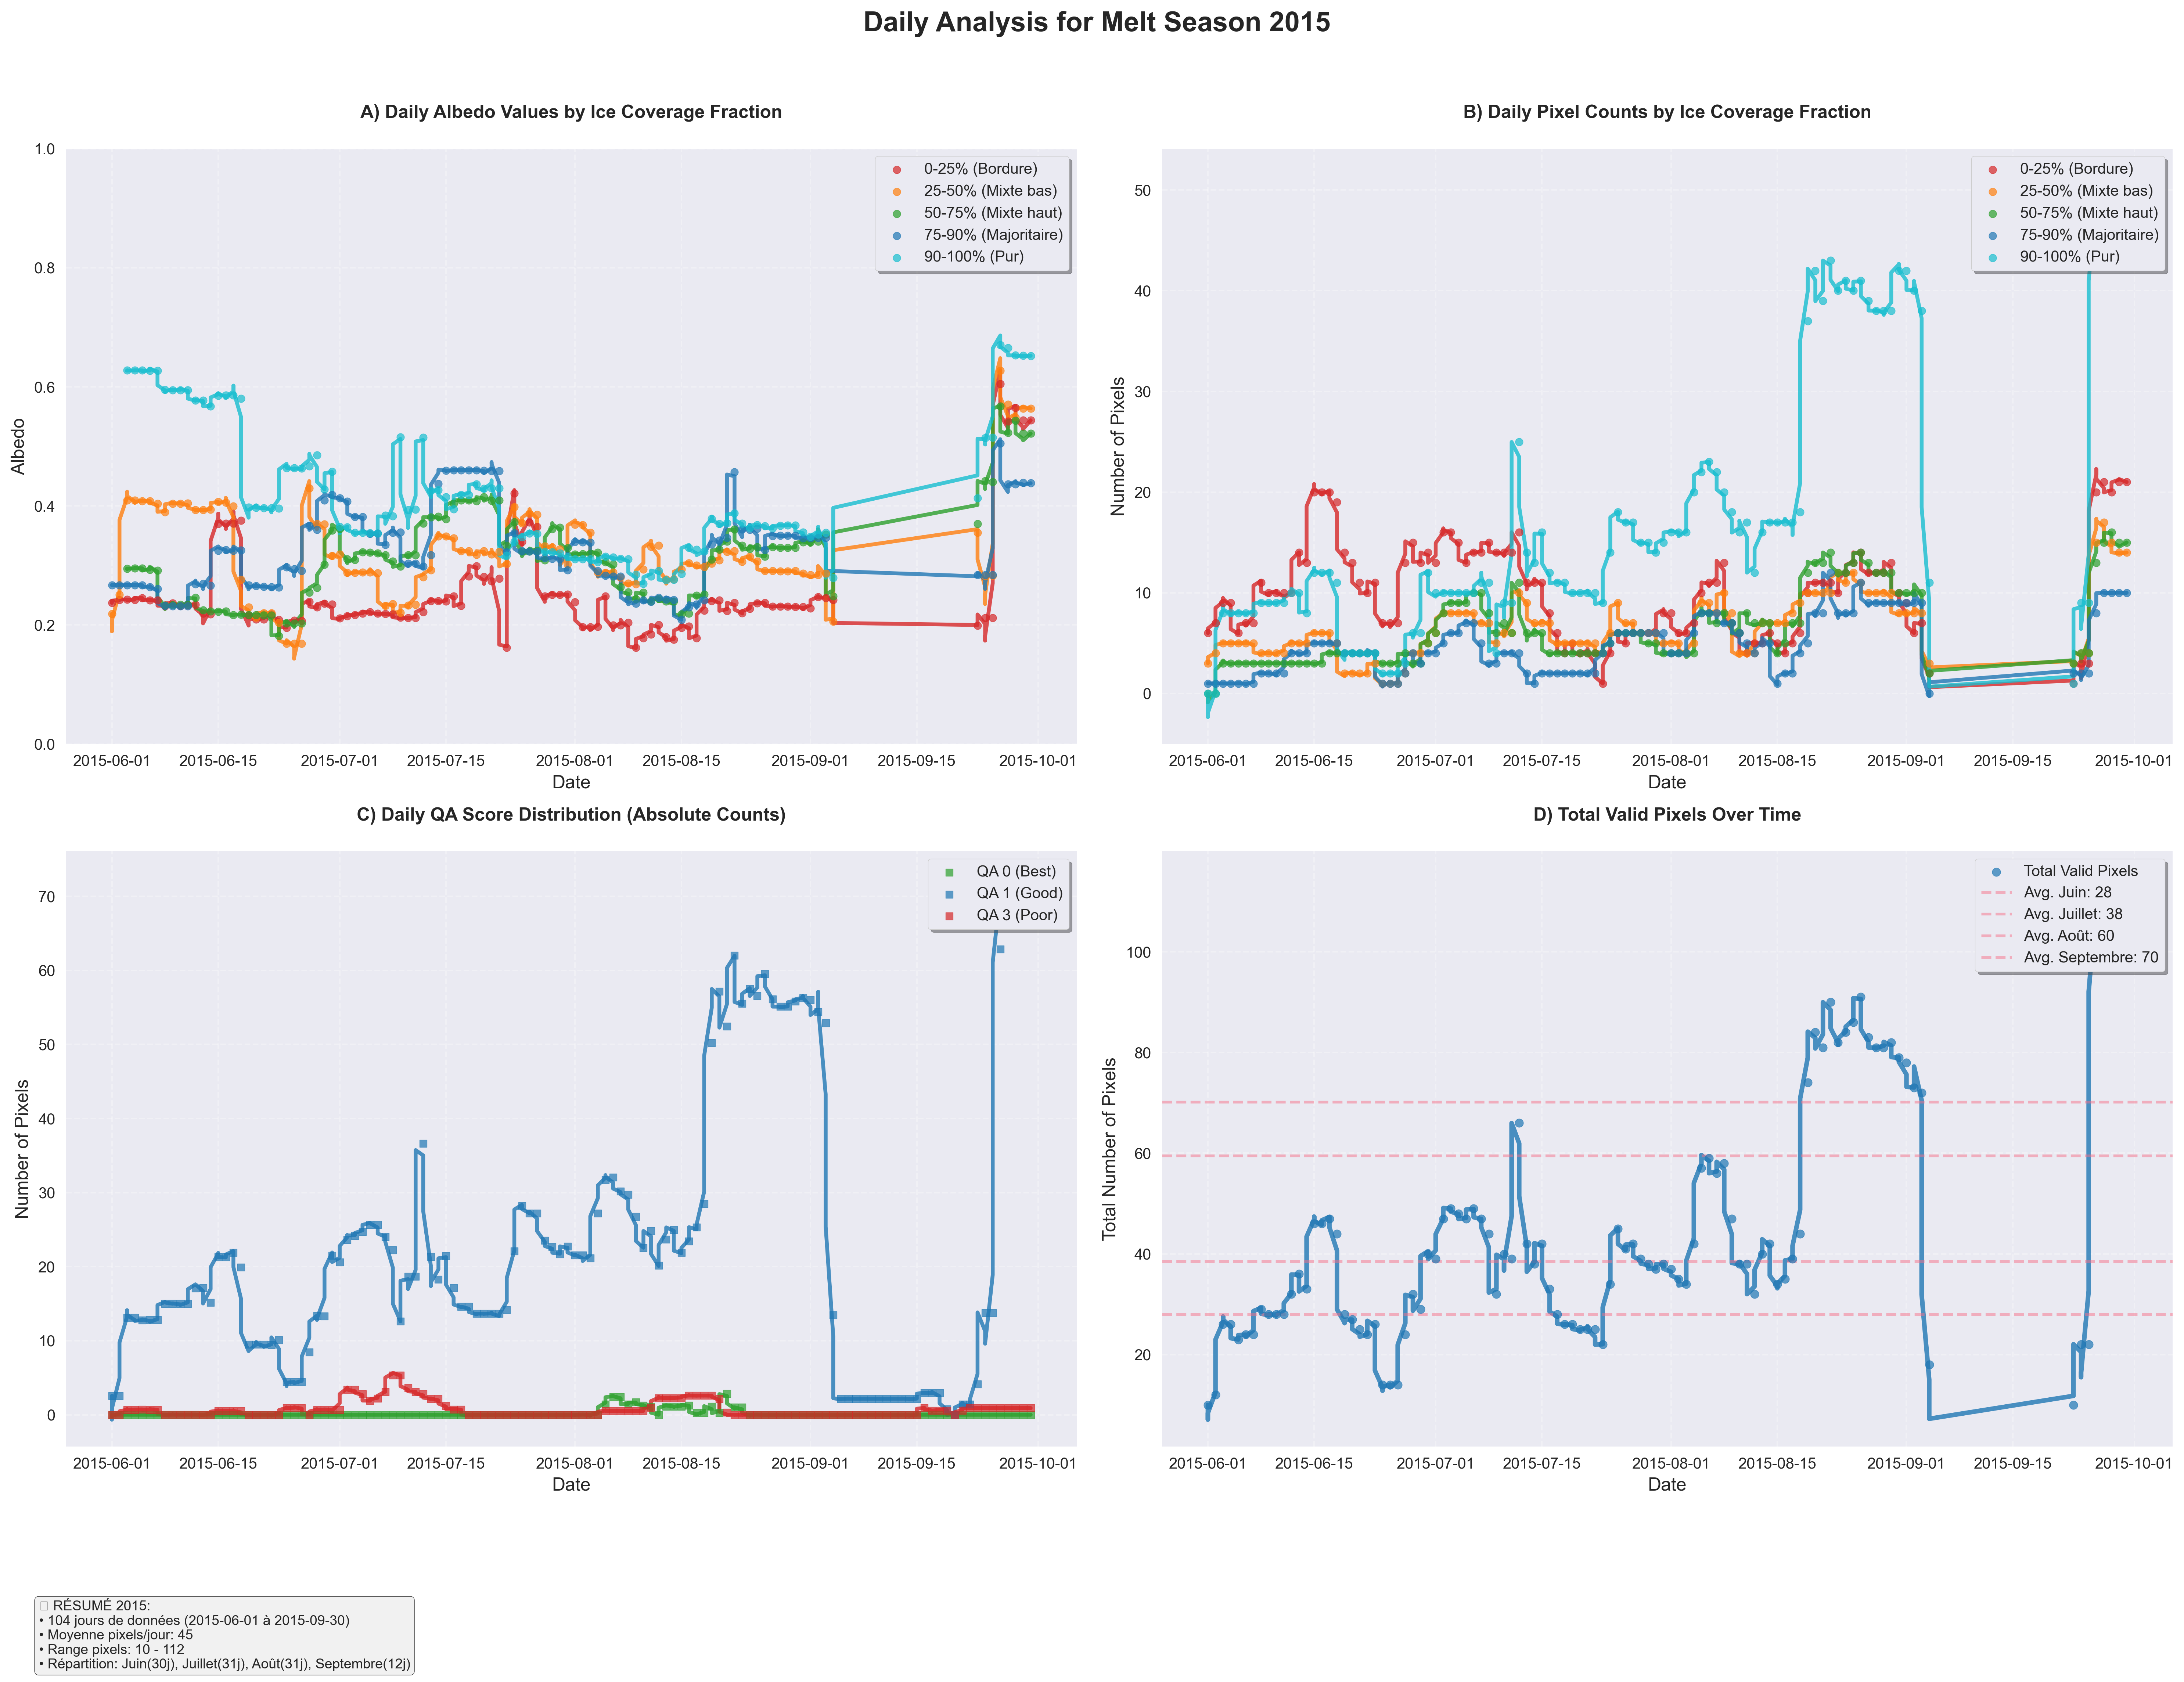 Daily Analysis for Melt Season 2015
A) Daily Albedo Values by Ice Coverage Fraction
1.0
0.8
0.6
0.4
0.2
0.0
Albedo
0-25% (Bordure)
25-50% (Mixte bas)
50-75% (Mixte haut)
75-90% (Majoritaire)
90-100% (Pur)
2015-06-01
2015-06-15
2015-07-01
2015-07-15
2015-08-01
2015-08-15
2015-09-01
2015-09-15
2015-10-01
Date
B) Daily Pixel Counts by Ice Coverage Fraction
50
40
30
20
10
0
Number of Pixels
0-25% (Bordure)
25-50% (Mixte bas)
50-75% (Mixte haut)
75-90% (Majoritaire)
90-100% (Pur)
2015-06-01
2015-06-15
2015-07-01
2015-07-15
2015-08-01
2015-08-15
2015-09-01
2015-09-15
2015-10-01
Date
C) Daily QA Score Distribution (Absolute Counts)
70
60
50
40
30
20
10
0
Number of Pixels
QA 0 (Best)
QA 1 (Good)
QA 3 (Poor)
2015-06-01
2015-06-15
2015-07-01
2015-07-15
2015-08-01
2015-08-15
2015-09-01
2015-09-15
2015-10-01
Date
D) Total Valid Pixels Over Time
100
80
60
40
20
Total Number of Pixels
Total Valid Pixels
Avg. Juin: 28
Avg. Juillet: 38
Avg. Août: 60
Avg. Septembre: 70
2015-06-01
2015-06-15
2015-07-01
2015-07-15
2015-08-01
2015-08-15
2015-09-01
2015-09-15
2015-10-01
Date
RÉSUMÉ 2015:
• 104 jours de données (2015-06-01 à 2015-09-30)
• Moyenne pixels/jour: 45
• Range pixels: 10 - 112
• Répartition: Juin(30j), Juillet(31j), Août(31j), Septembre(12j)